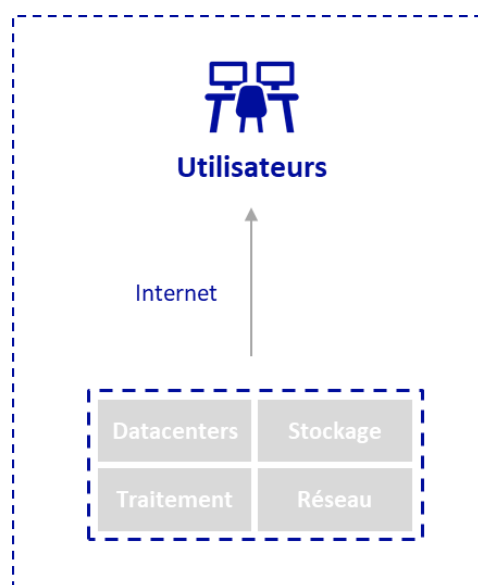 Utilisateurs
Internet
Datacenters Stockage
Traitement Réseau